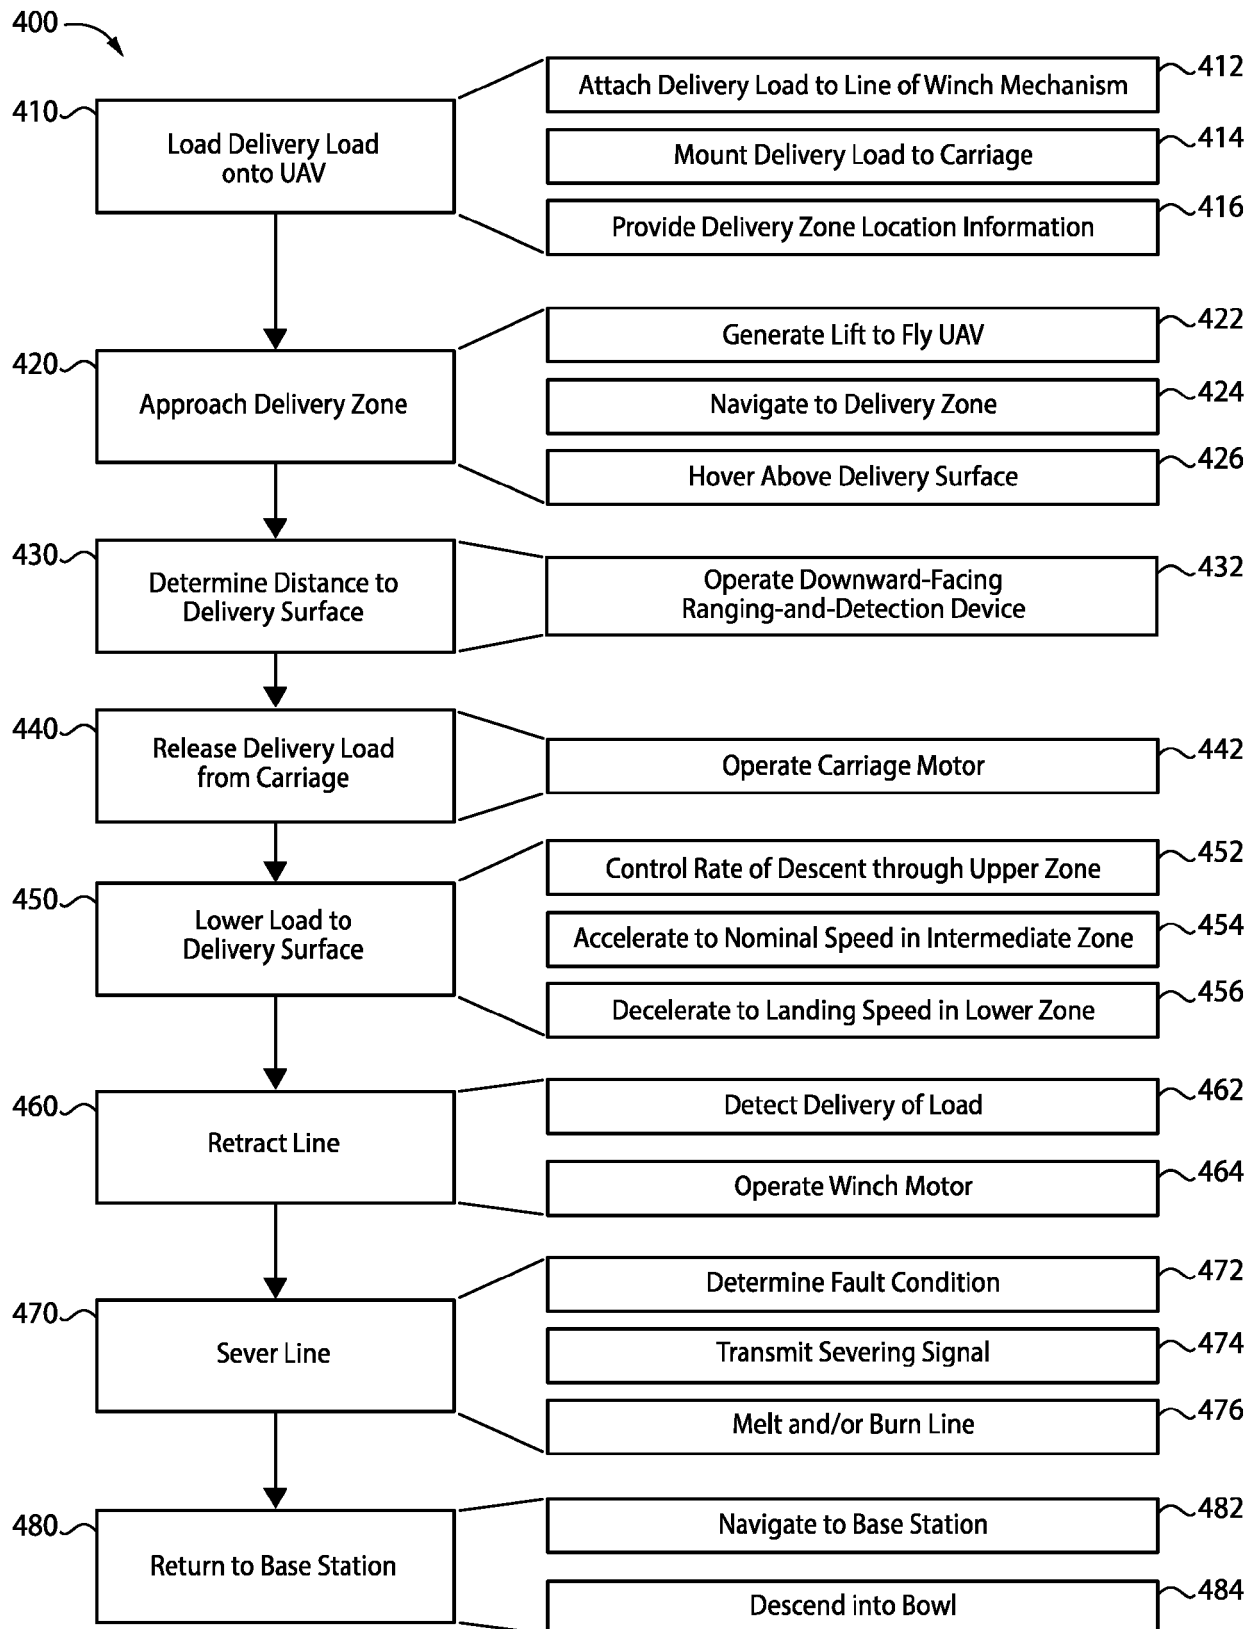 400
410
Load Delivery Load
onto UAV
Attach Delivery Load to Line of Winch Mechanism
412
Mount Delivery Load to Carriage
414
Provide Delivery Zone Location Information
416
420
Approach Delivery Zone
Generate Lift to Fly UAV
422
Navigate to Delivery Zone
424
Hover Above Delivery Surface
426
430
Determine Distance to
Delivery Surface
Operate Downward-Facing
Ranging-and-Detection Device
432
440
Release Delivery Load
from Carriage
Operate Carriage Motor
442
450
Lower Load to
Delivery Surface
Control Rate of Descent through Upper Zone
452
Accelerate to Nominal Speed in Intermediate Zone
454
Decelerate to Landing Speed in Lower Zone
456
460
Retract Line
Detect Delivery of Load
462
Operate Winch Motor
464
470
Sever Line
Determine Fault Condition
472
Transmit Severing Signal
474
Melt and/or Burn Line
476
480
Return to Base Station
Navigate to Base Station
482
Descend into Bowl
484